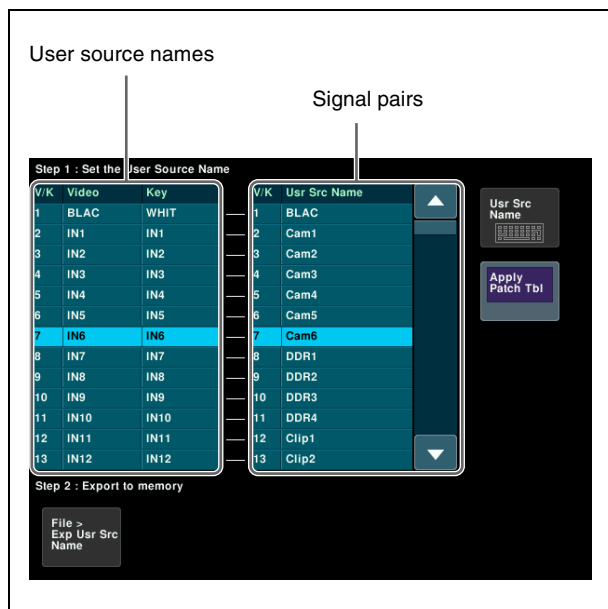 User source names
Signal pairs
Step 1 : Set the User Source Name
V/K Video Key V/K Usr Src Name
1 BLAC WHIT 1 BLAC
2 IN1 IN1 2 Cam1
3 IN2 IN2 3 Cam2
4 IN3 IN3 4 Cam3
5 IN4 IN4 5 Cam4
6 IN5 IN5 6 Cam5
7 IN6 IN6 7 Cam6
8 IN7 IN7 8 DDR1
9 IN8 IN8 9 DDR2
10 IN9 IN9 10 DDR3
11 IN10 IN10 11 DDR4
12 IN11 IN11 12 Clip1
13 IN12 IN12 13 Clip2
Usr Src
Name
Apply
Patch Tbl
Step 2 : Export to memory
File >
Exp Usr Src
Name